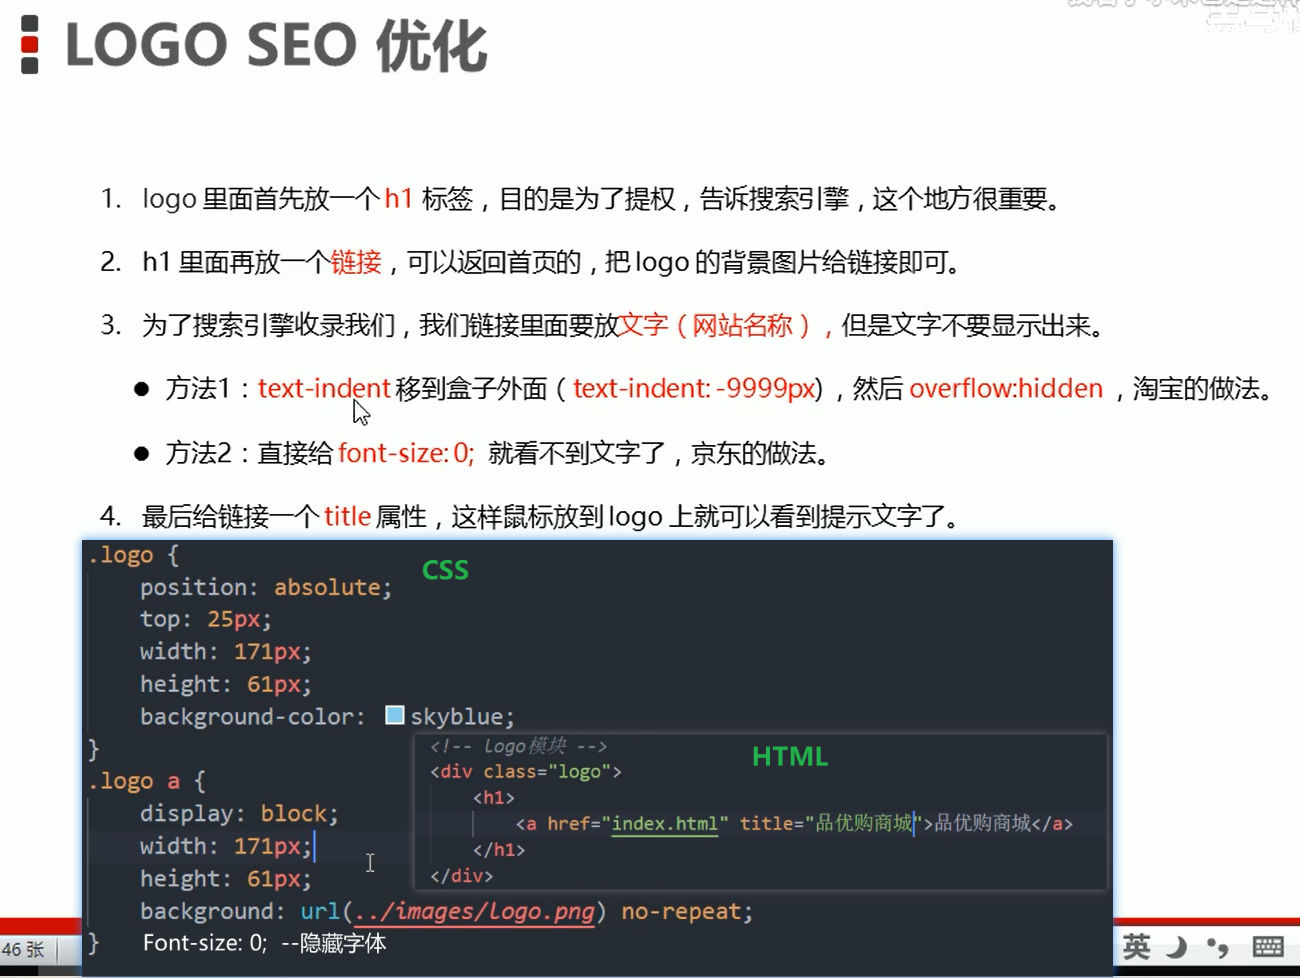 LOGO SEO 优化
1. logo 里面首先放一个 h1 标签，目的是为了提权，告诉搜索引擎，这个地方很重要。
2. h1 里面再放一个链接，可以返回首页的，把 logo 的背景图片给链接即可。
3. 为了搜索引擎收录我们，我们链接里面要放文字（网站名称），但是文字不要显示出来。
● 方法1：text-indent 移到盒子外面（ text-indent: -9999px) ，然后 overflow:hidden ，淘宝的做法。
● 方法2：直接给 font-size: 0; 就看不到文字了，京东的做法。
4. 最后给链接一个 title 属性，这样鼠标放到 logo 上就可以看到提示文字了。
CSS
.logo {
position: absolute;
top: 25px;
width: 171px;
height: 61px;
background-color: skyblue;
}
.logo a {
display: block;
width: 171px;
height: 61px;
background: url(../images/logo.png) no-repeat;
Font-size: 0; --隐藏字体
}
HTML
<!-- Logo模块 -->
<div class="logo">
<h1>
<a href="index.html" title="品优购商城">品优购商城</a>
</h1>
</div>
46 张
英